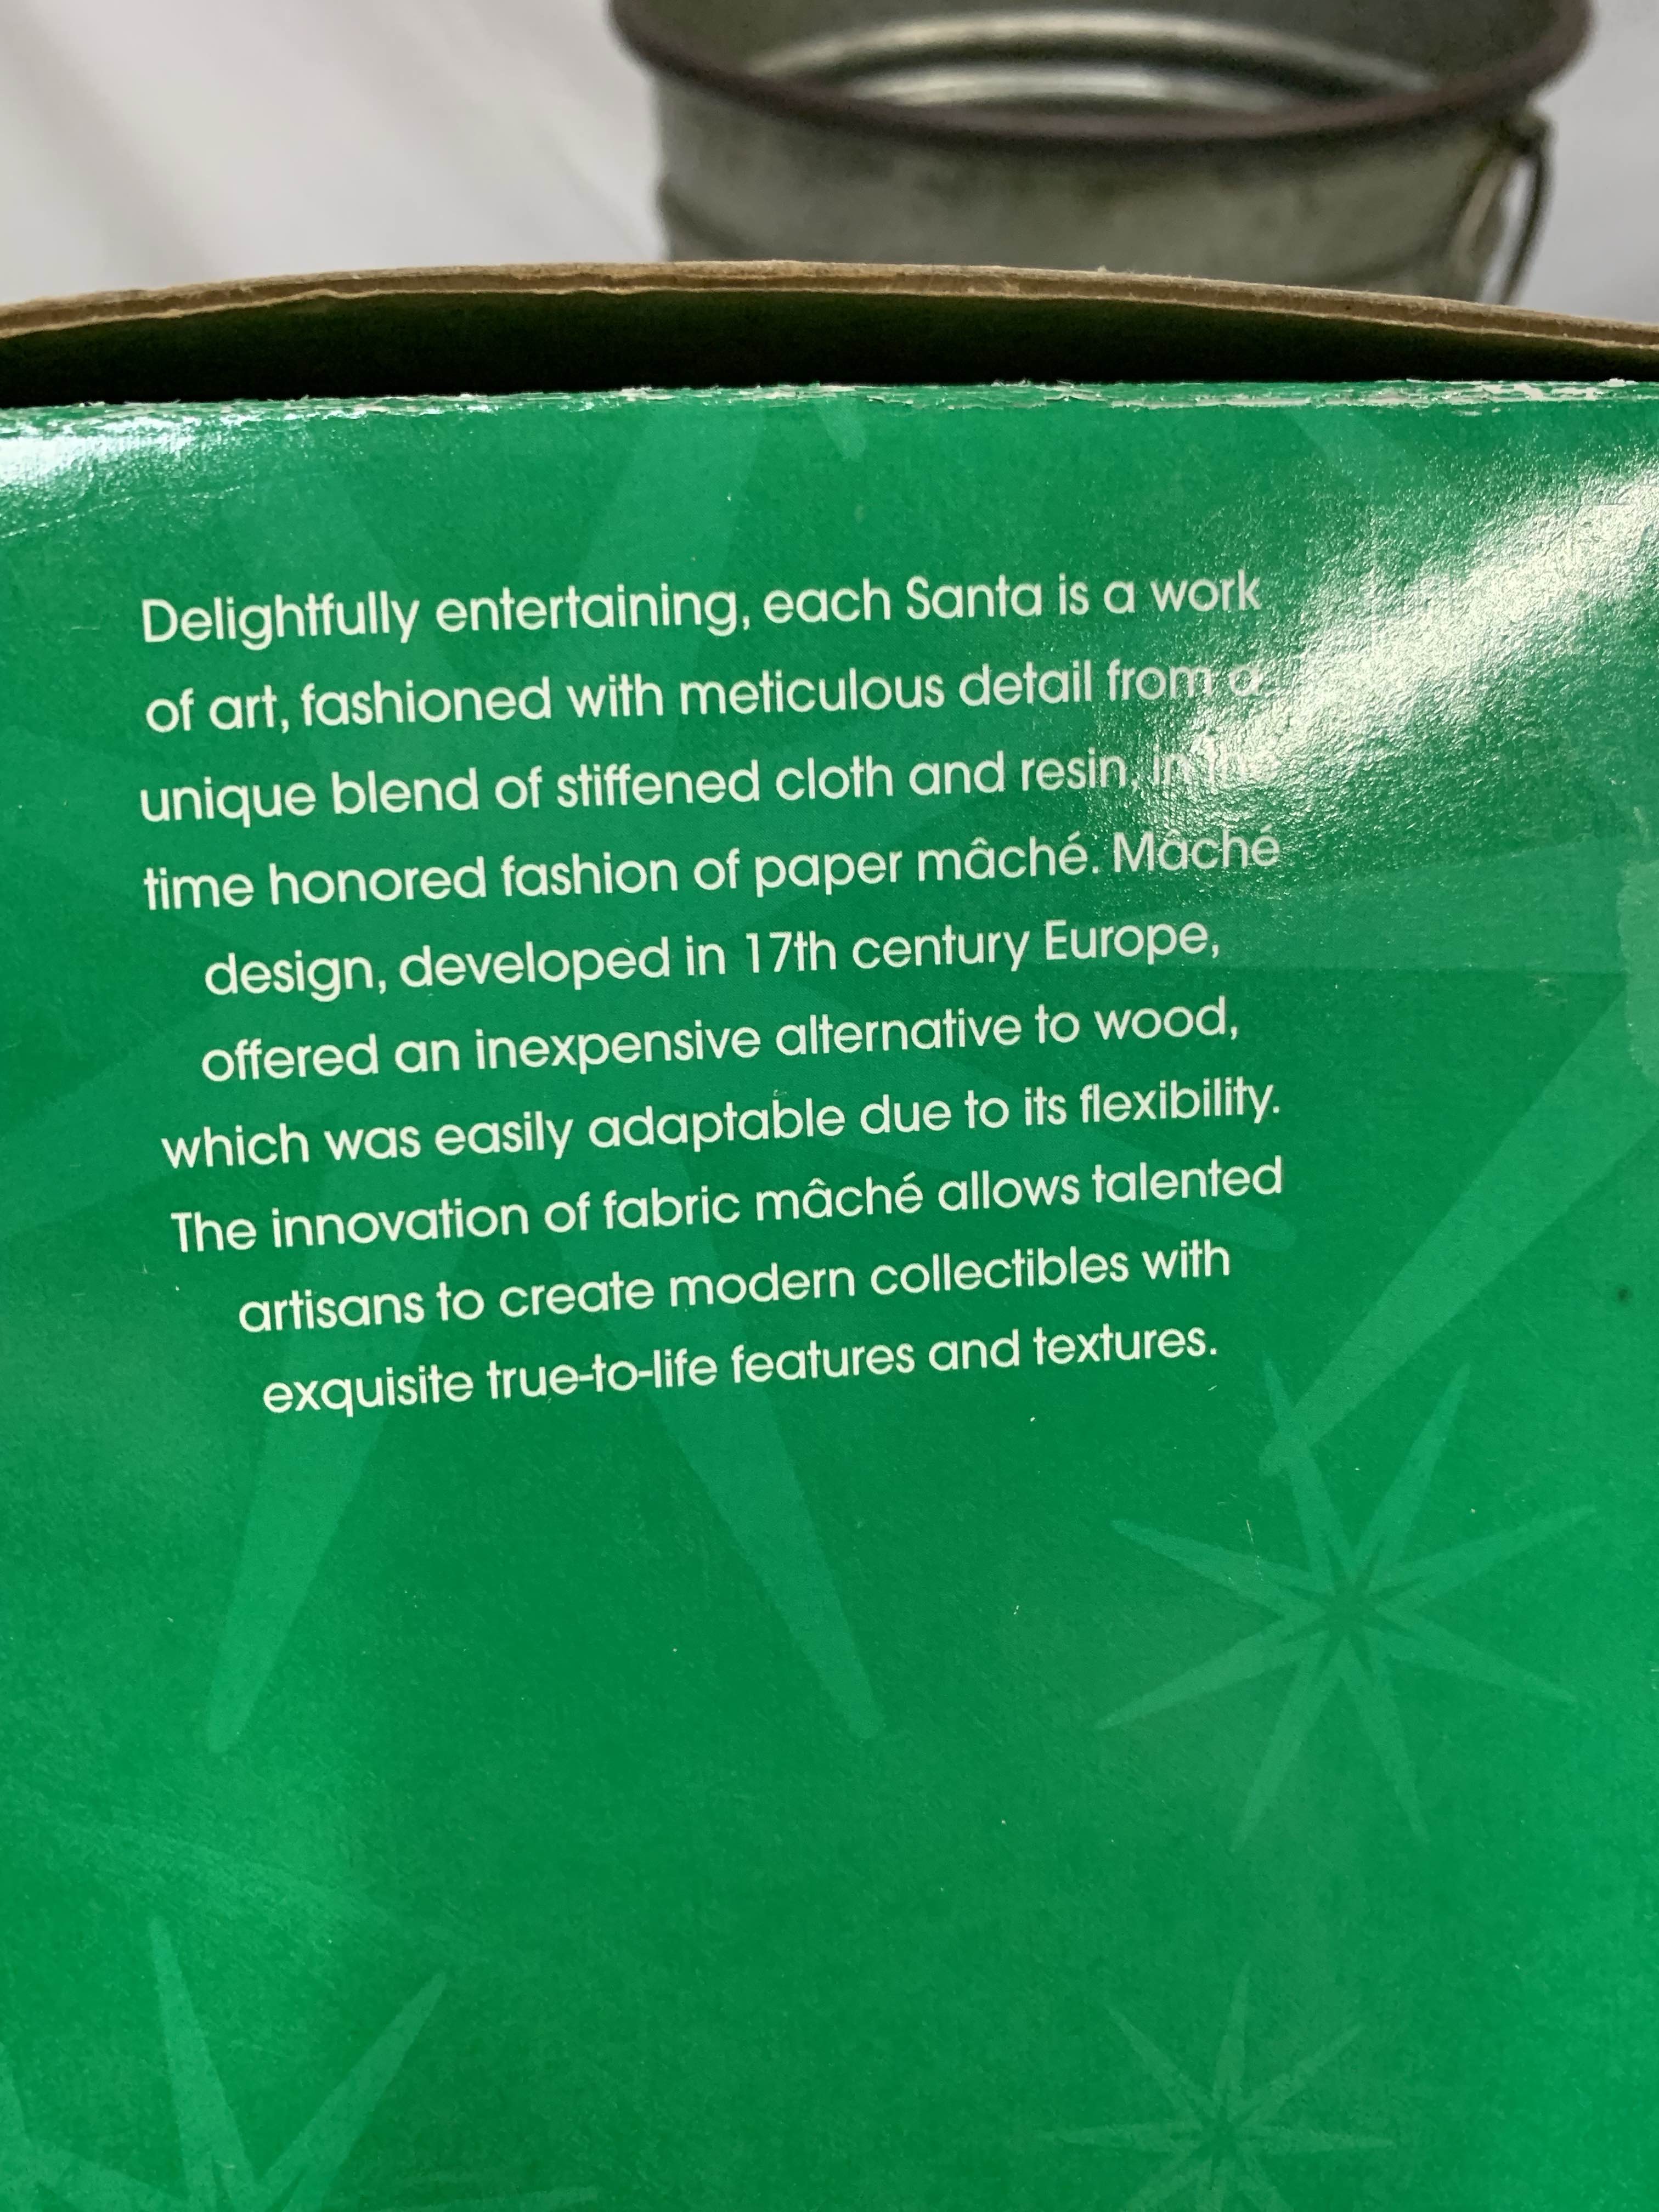 Delightfully entertaining, each Santa is a work
of art, fashioned with meticulous detail from a
unique blend of stiffened cloth and resin, in the
time honored fashion of paper mâché. Mâché
design, developed in 17th century Europe,
offered an inexpensive alternative to wood,
which was easily adaptable due to its flexibility.
The innovation of fabric mâché allows talented
artisans to create modern collectibles with
exquisite true-to-life features and textures.